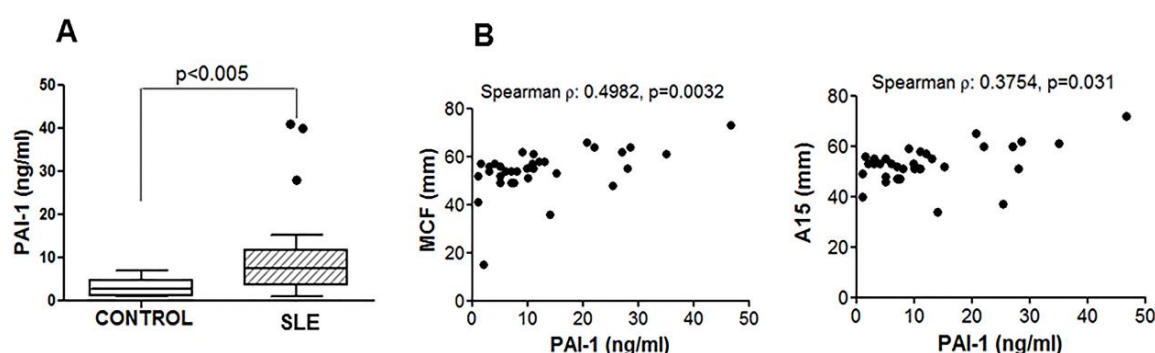 A
p<0.005
50
40
30
20
10
0
PAI-1 (ng/ml)
CONTROL
SLE
B
Spearman ρ: 0.4982, p=0.0032
80
60
40
20
0
MCF (mm)
0 10 20 30 40 50
PAI-1 (ng/ml)
Spearman ρ: 0.3754, p=0.031
80
60
40
20
0
A15 (mm)
0 10 20 30 40 50
PAI-1 (ng/ml)